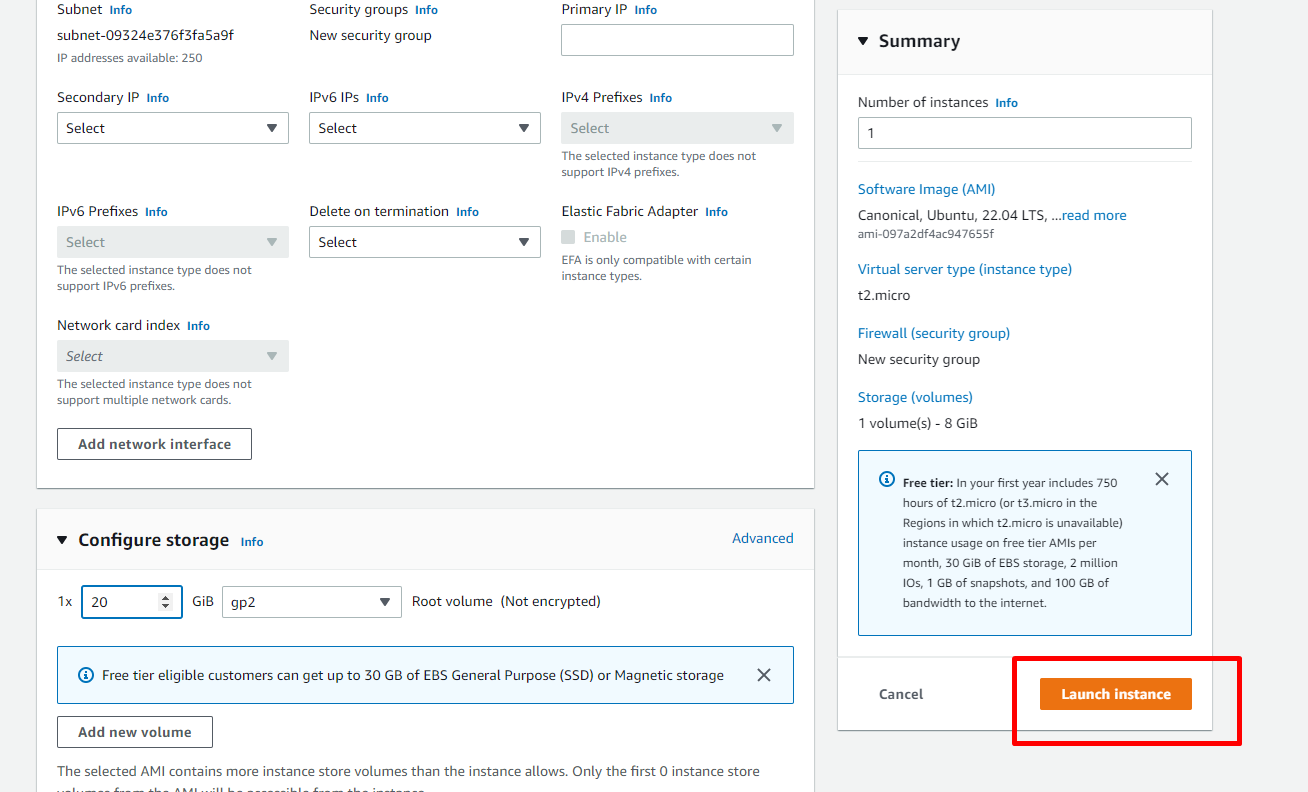 Subnet Info
subnet-09324e376f3fa5a9f
IP addresses available: 250
Security groups Info
New security group
Primary IP Info
Secondary IP Info
Select
IPv6 IPs Info
Select
IPv4 Prefixes Info
Select
The selected instance type does not
support IPv4 prefixes.
IPv6 Prefixes Info
Select
The selected instance type does not
support IPv6 prefixes.
Delete on termination Info
Select
Elastic Fabric Adapter Info
Enable
EFA is only compatible with certain
instance types.
Network card index Info
Select
The selected instance type does not
support multiple network cards.
Add network interface
Configure storage Info
Advanced
1x 20 GiB gp2 Root volume (Not encrypted)
Free tier eligible customers can get up to 30 GB of EBS General Purpose (SSD) or Magnetic storage
Add new volume
The selected AMI contains more instance store volumes than the instance allows. Only the first 0 instance store
volumes from the AMI will be accessible from the instance
Summary
Number of instances Info
1
Software Image (AMI)
Canonical, Ubuntu, 22.04 LTS, ...read more
ami-097a2df4ac947655f
Virtual server type (instance type)
t2.micro
Firewall (security group)
New security group
Storage (volumes)
1 volume(s) - 8 GiB
Free tier: In your first year includes 750
hours of t2.micro (or t3.micro in the
Regions in which t2.micro is unavailable)
instance usage on free tier AMIs per
month, 30 GiB of EBS storage, 2 million
IOs, 1 GB of snapshots, and 100 GB of
bandwidth to the internet.
Cancel
Launch instance